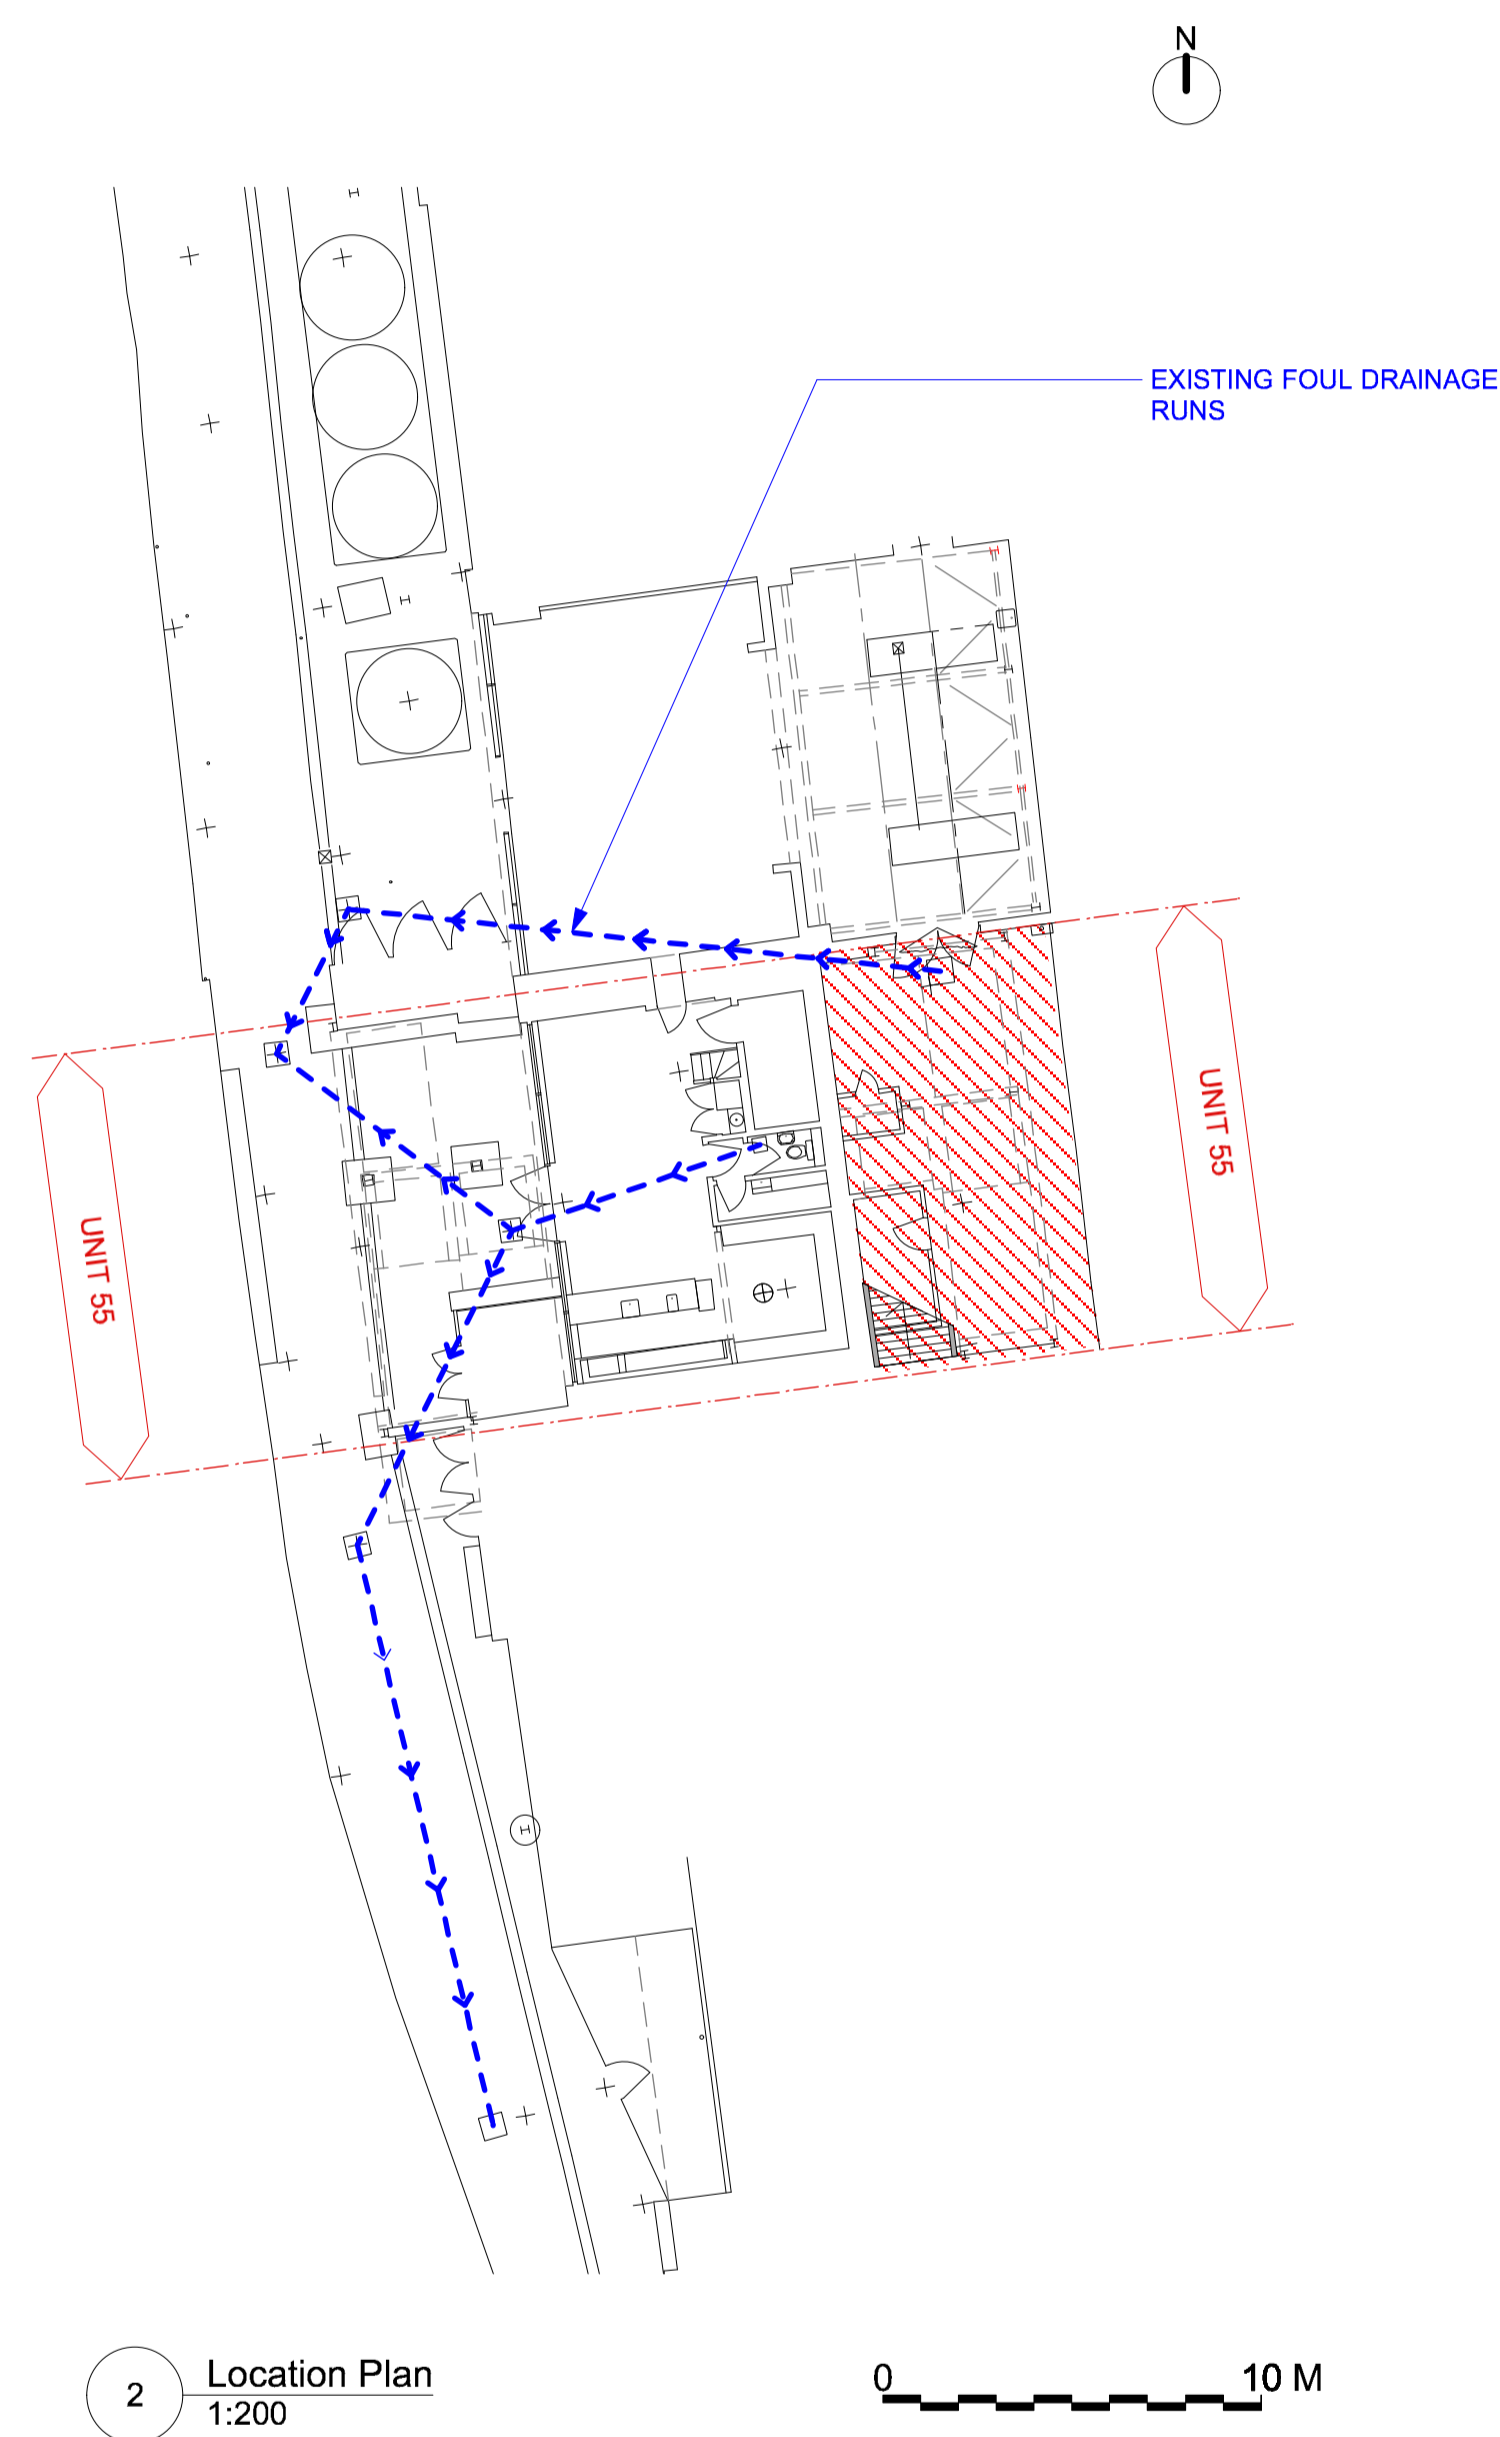 N
EXISTING FOUL DRAINAGE
RUNS
UNIT 55
UNIT 55
2
Location Plan
1:200
0
10 M